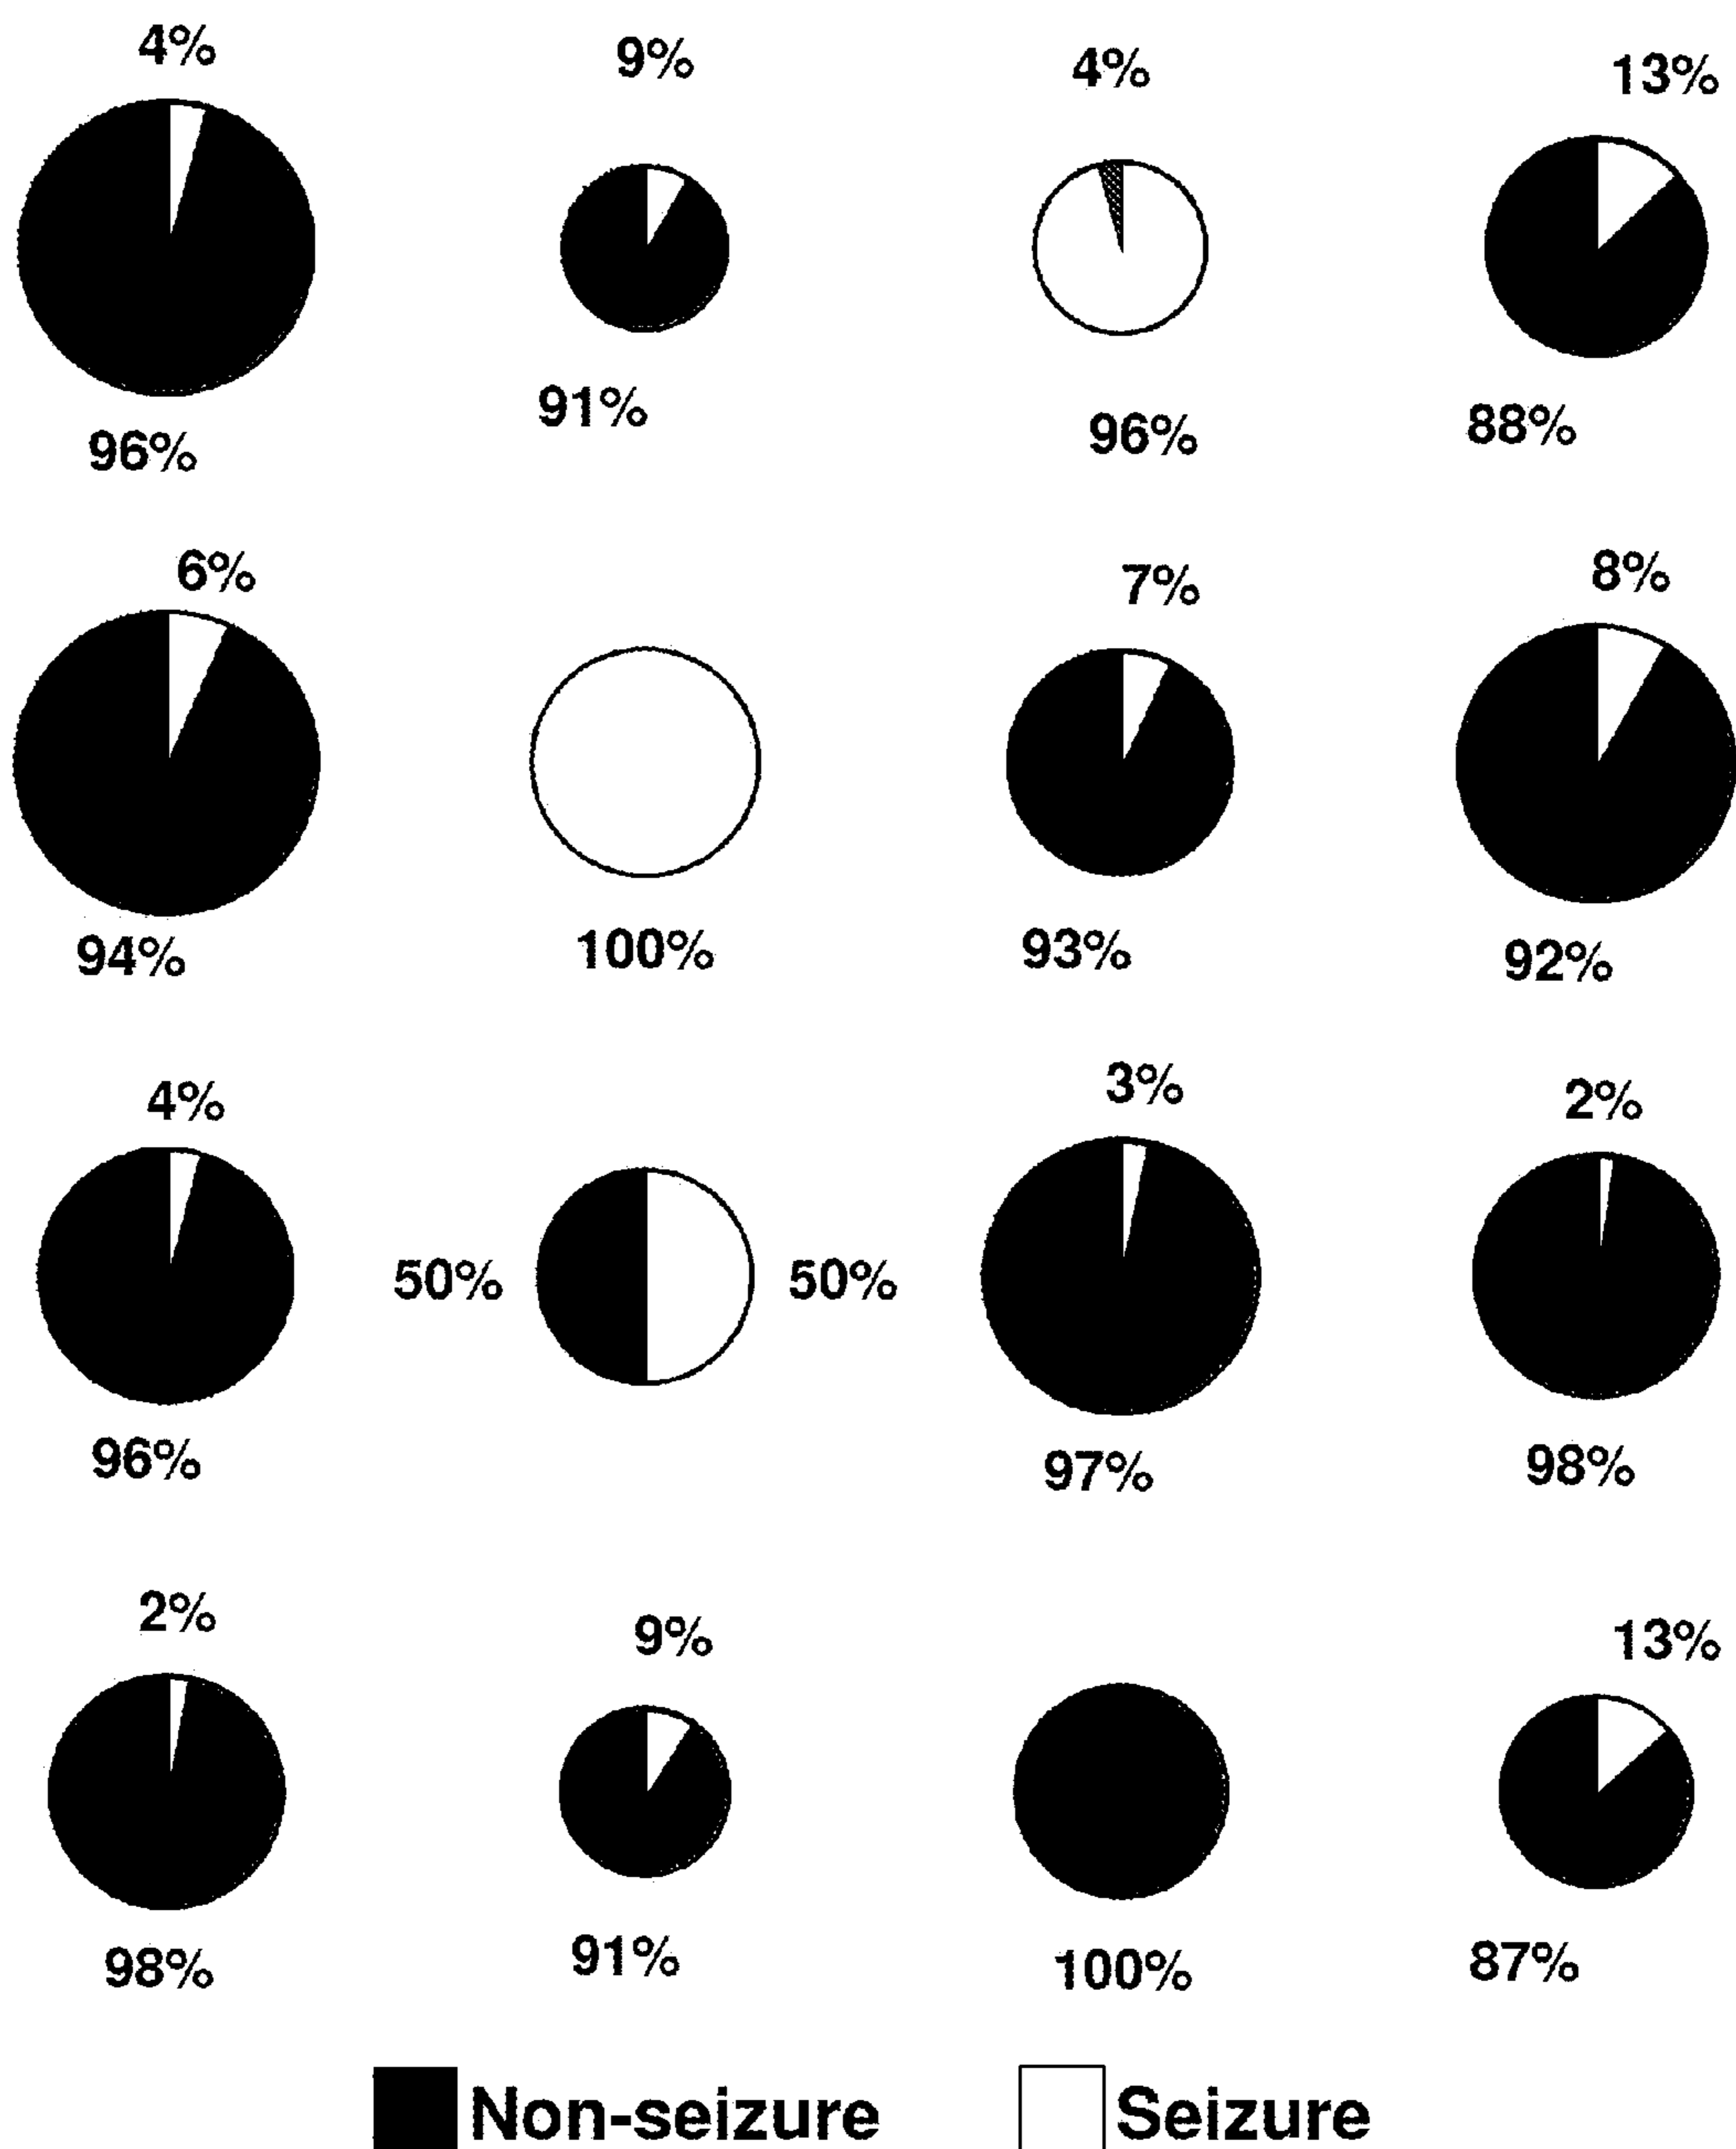 4% 9% 4% 13%
96% 91% 96% 88%
6% 7% 8%
94% 100% 93% 92%
4% 3% 2%
50% 50%
96% 97% 98%
2% 9% 13%
98% 91% 100% 87%
Non-seizure Seizure